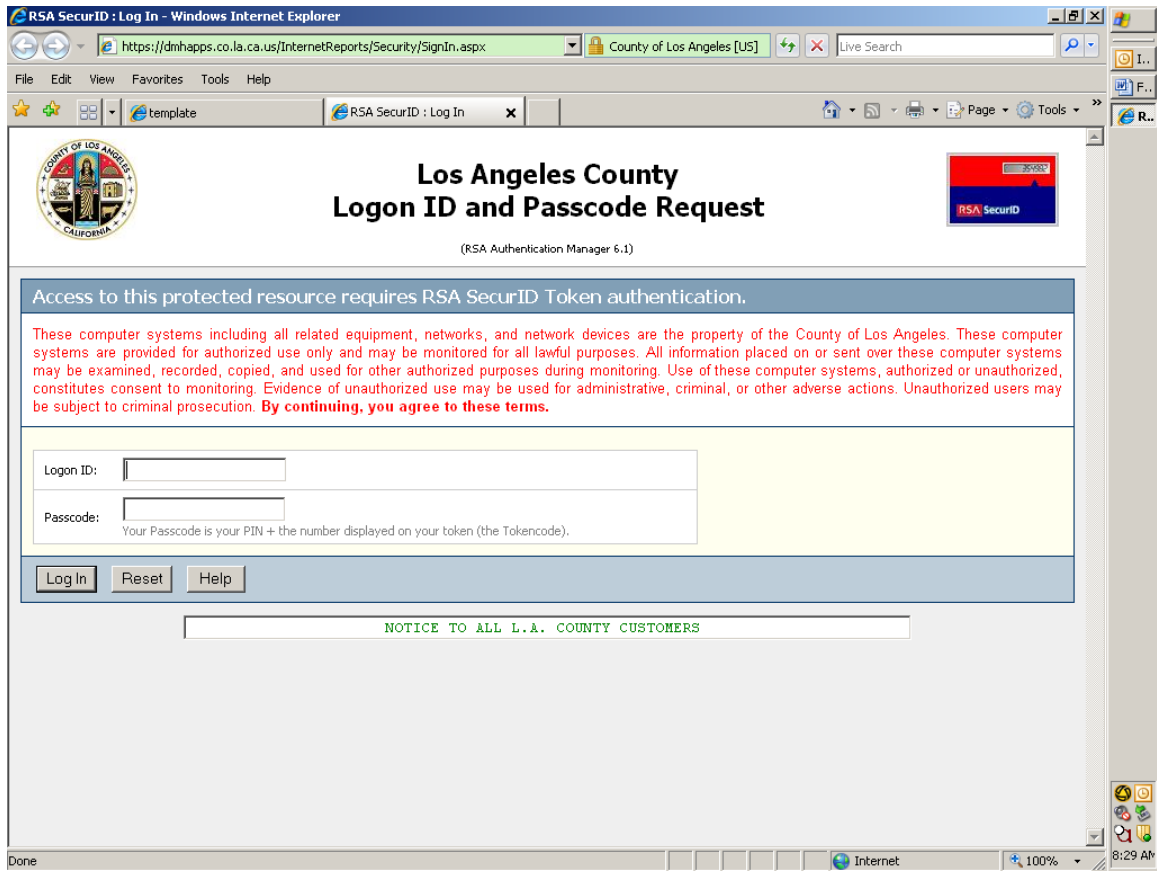 RSA SecurID : Log In - Windows Internet Explorer
https://dmhapps.co.la.ca.us/InternetReports/Security/SignIn.aspx County of Los Angeles [US] Live Search
File Edit View Favorites Tools Help
template RSA SecurID : Log In Page Tools »
I..
F..
R..
COUNTY OF LOS ANGELES
CALIFORNIA
Los Angeles County
Logon ID and Passcode Request
(RSA Authentication Manager 6.1)
RSA SecurID
Access to this protected resource requires RSA SecurID Token authentication.
These computer systems including all related equipment, networks, and network devices are the property of the County of Los Angeles. These computer
systems are provided for authorized use only and may be monitored for all lawful purposes. All information placed on or sent over these computer systems
may be examined, recorded, copied, and used for other authorized purposes during monitoring. Use of these computer systems, authorized or unauthorized,
constitutes consent to monitoring. Evidence of unauthorized use may be used for administrative, criminal, or other adverse actions. Unauthorized users may
be subject to criminal prosecution. By continuing, you agree to these terms.
Logon ID:
Passcode:
Your Passcode is your PIN + the number displayed on your token (the Tokencode).
Log In Reset Help
NOTICE TO ALL L.A. COUNTY CUSTOMERS
Done Internet 100%
8:29 AM